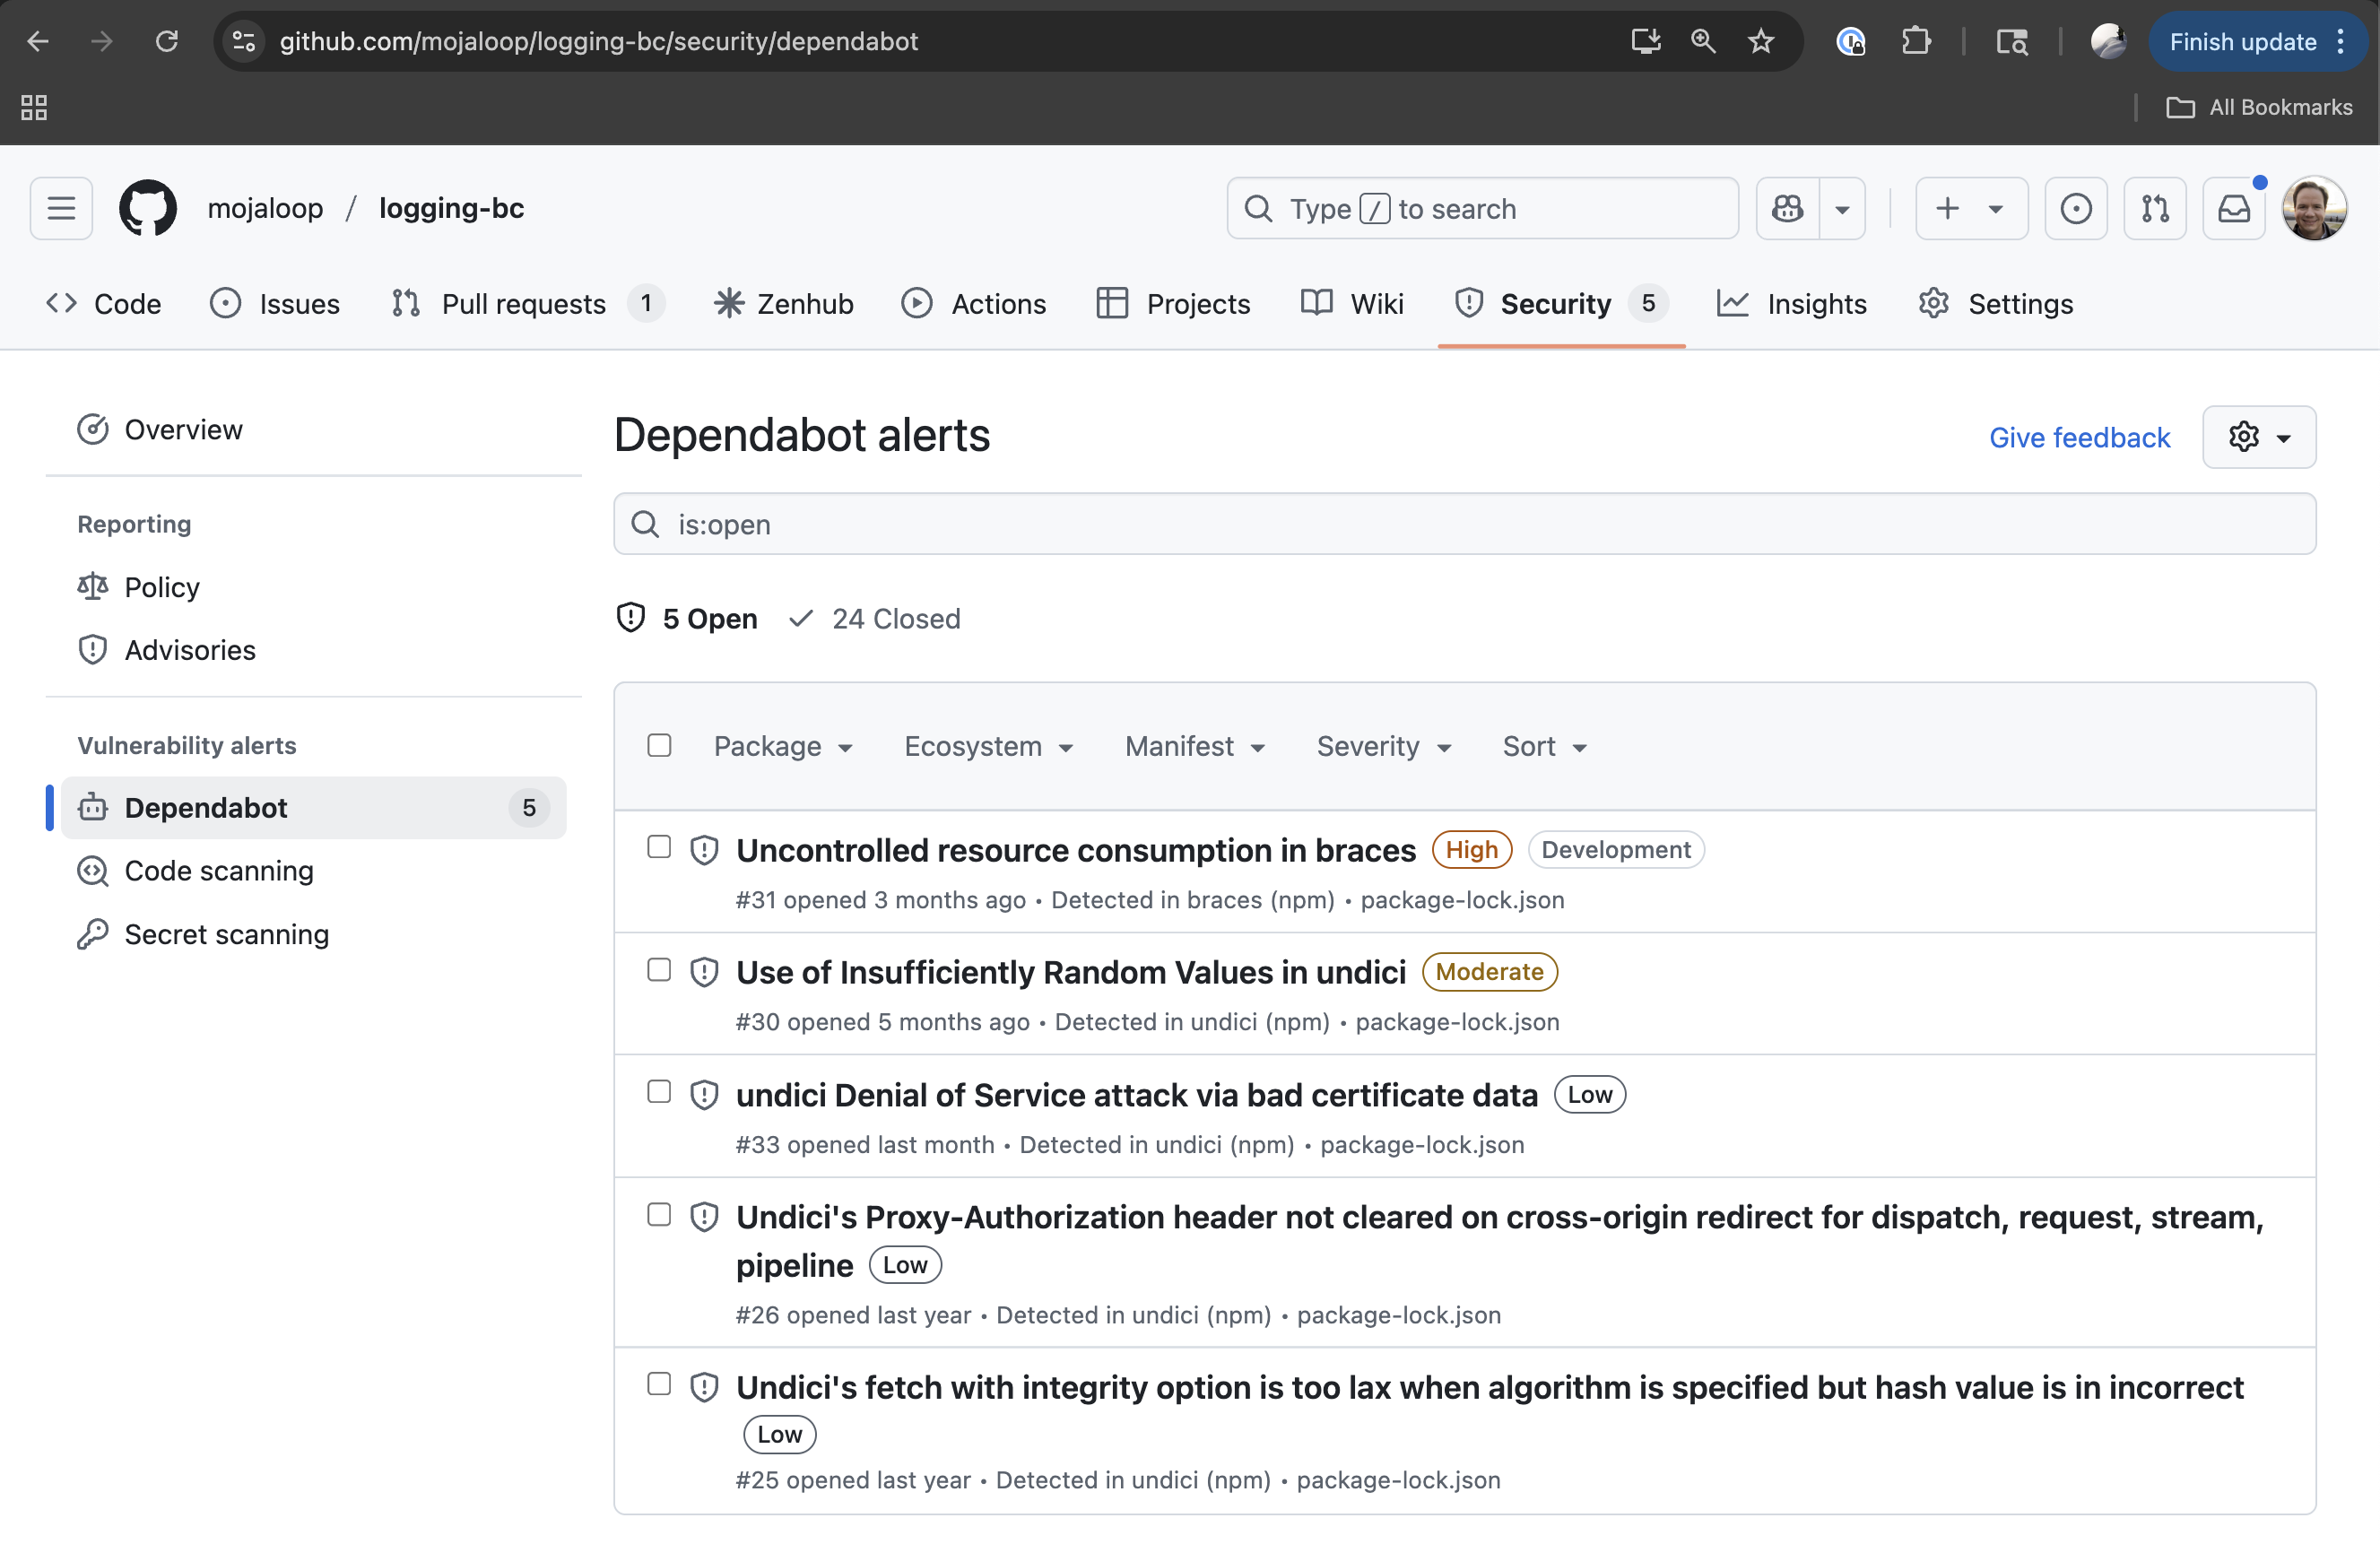 github.com/mojaloop/logging-bc/security/dependabot
Finish update
All Bookmarks
mojaloop / logging-bc
Type / to search
Code
Issues
Pull requests 1
Zenhub
Actions
Projects
Wiki
Security 5
Insights
Settings
Overview
Reporting
Policy
Advisories
Vulnerability alerts
Dependabot 5
Code scanning
Secret scanning
Dependabot alerts
Give feedback
is:open
5 Open
24 Closed
Package
Ecosystem
Manifest
Severity
Sort
Uncontrolled resource consumption in braces High Development
#31 opened 3 months ago • Detected in braces (npm) • package-lock.json
Use of Insufficiently Random Values in undici Moderate
#30 opened 5 months ago • Detected in undici (npm) • package-lock.json
undici Denial of Service attack via bad certificate data Low
#33 opened last month • Detected in undici (npm) • package-lock.json
Undici's Proxy-Authorization header not cleared on cross-origin redirect for dispatch, request, stream,
pipeline Low
#26 opened last year • Detected in undici (npm) • package-lock.json
Undici's fetch with integrity option is too lax when algorithm is specified but hash value is in incorrect
Low
#25 opened last year • Detected in undici (npm) • package-lock.json